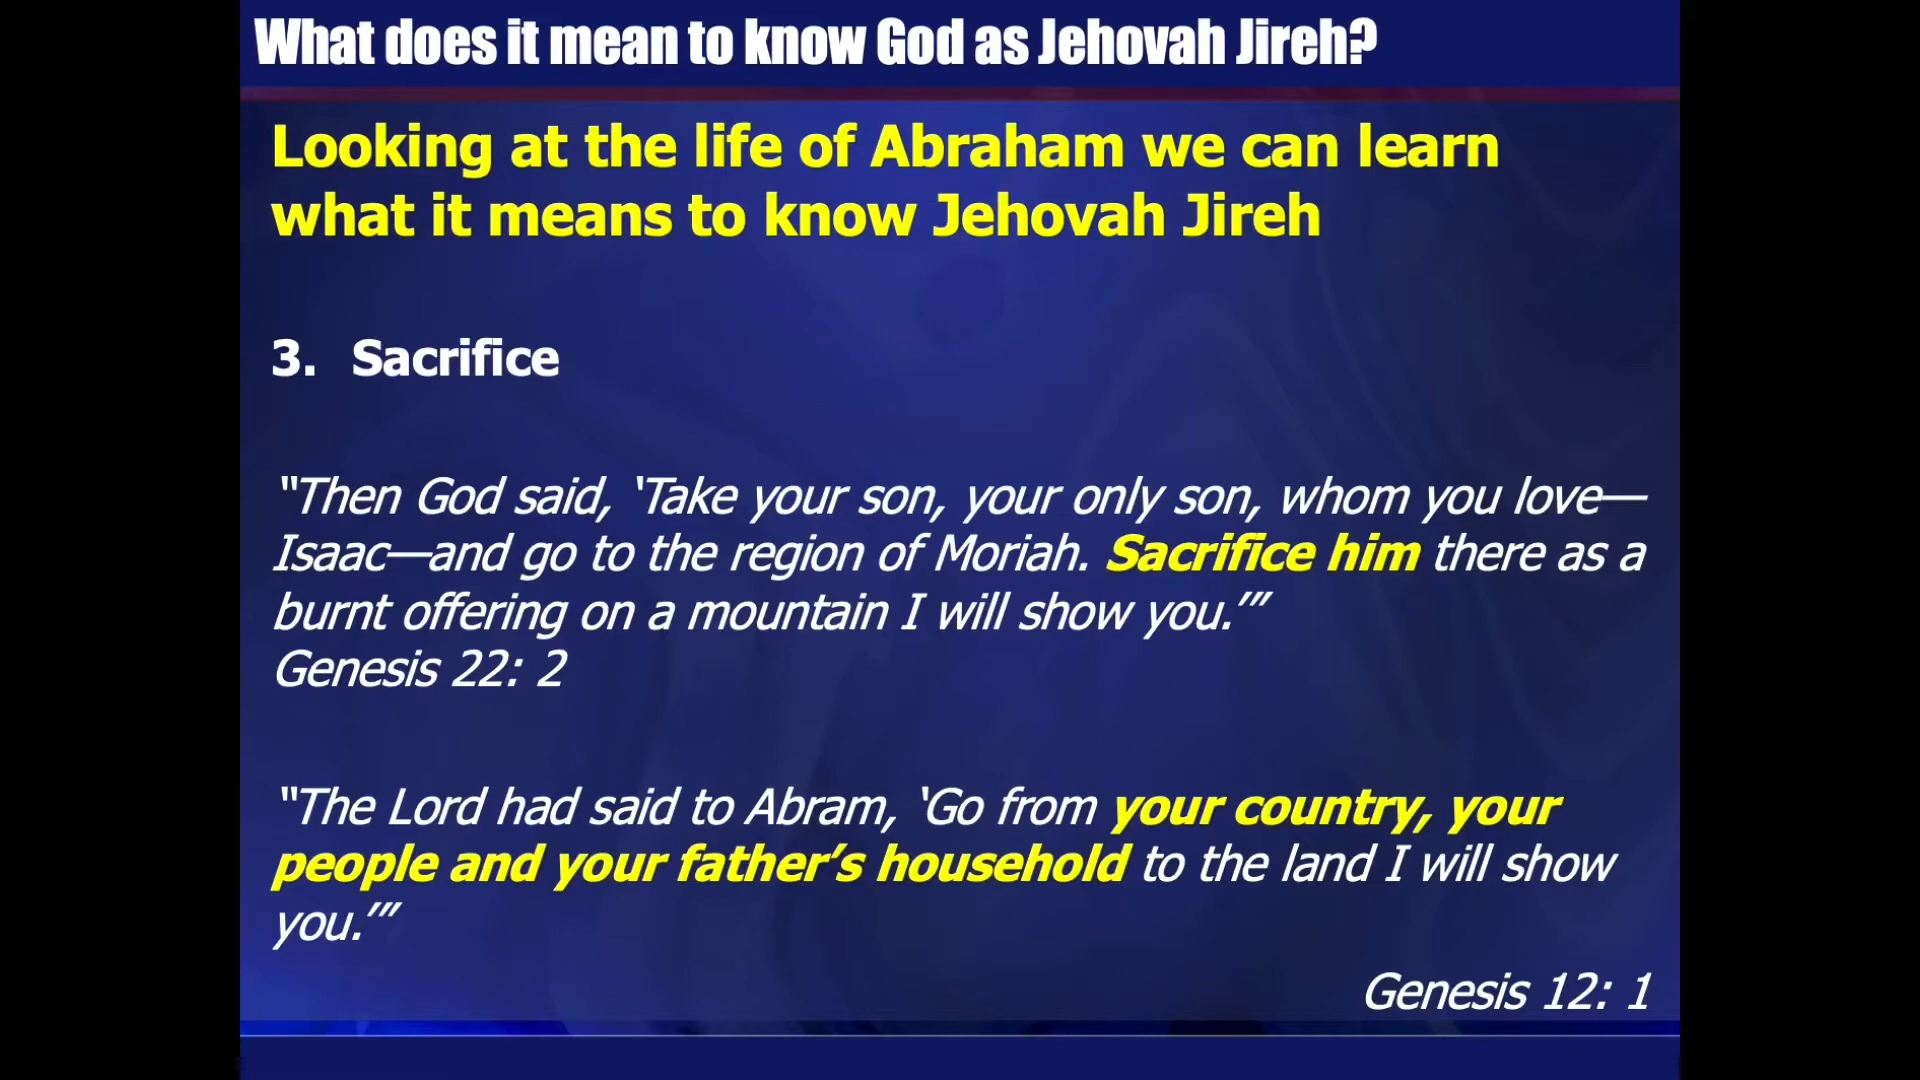 What does it mean to know God as Jehovah Jireh?
Looking at the life of Abraham we can learn
what it means to know Jehovah Jireh
3. Sacrifice
“Then God said, ‘Take your son, your only son, whom you love—
Isaac—and go to the region of Moriah. Sacrifice him there as a
burnt offering on a mountain I will show you.’”
Genesis 22: 2
“The Lord had said to Abram, ‘Go from your country, your
people and your father’s household to the land I will show
you.’”
Genesis 12: 1